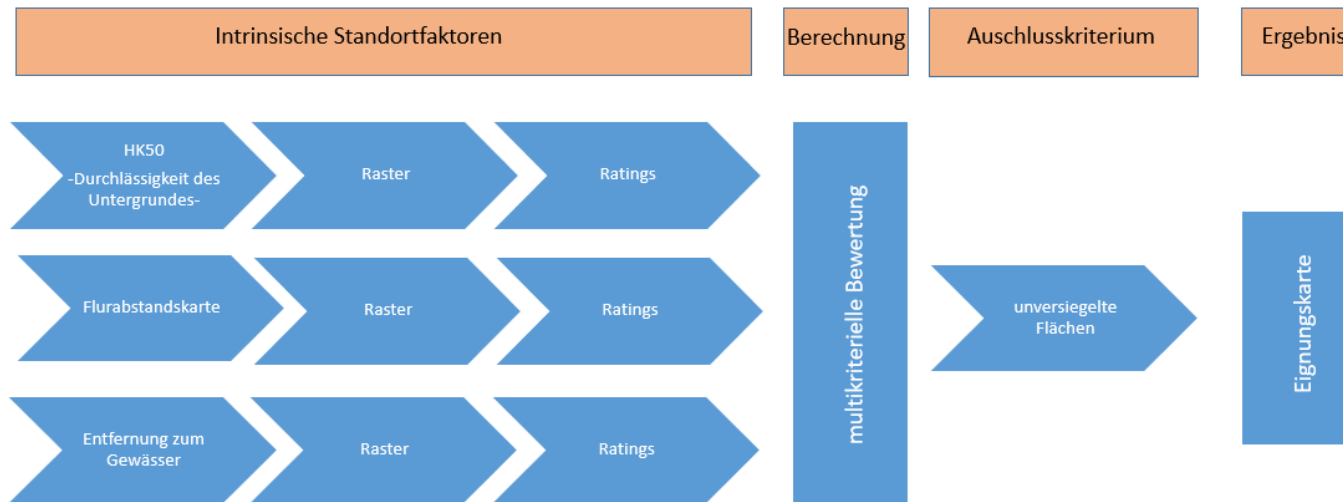 Intrinsische Standortfaktoren
Berechnung
Auschlusskriterium
Ergebnis
HK50
-Durchlässigkeit des
Untergrundes-
Raster
Ratings
Flurabstandskarte
Raster
Ratings
Entfernung zum
Gewässer
Raster
Ratings
multikriterielle Bewertung
unversiegelte
Flächen
Eignungskarte